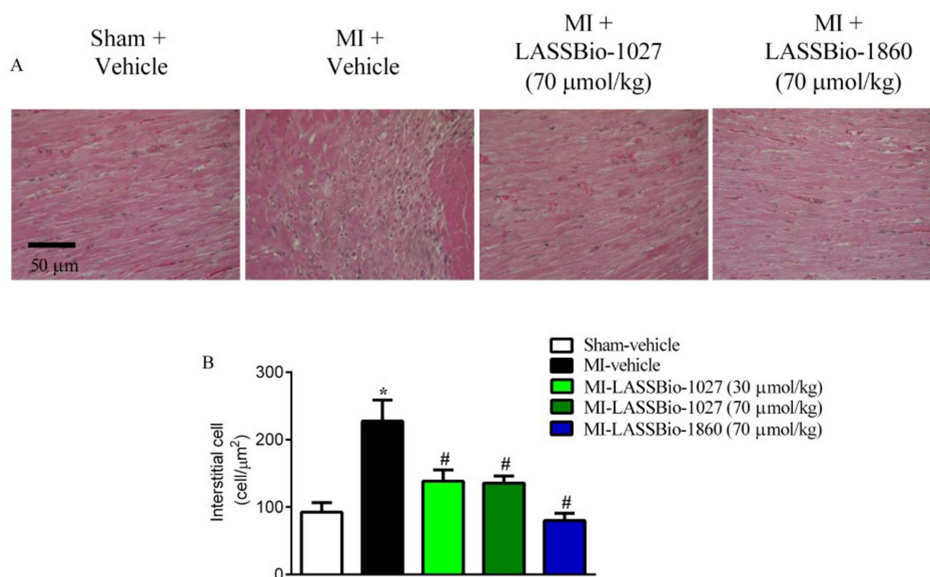 A
Sham +
Vehicle
MI +
Vehicle
MI +
LASSBio-1027
(70 μmol/kg)
MI +
LASSBio-1860
(70 μmol/kg)
50 μm
B
Sham-vehicle
MI-vehicle
MI-LASSBio-1027 (30 μmol/kg)
MI-LASSBio-1027 (70 μmol/kg)
MI-LASSBio-1860 (70 μmol/kg)
Interstitial cell
(cell/μm²)
300
200
100
0
*
#
#
#